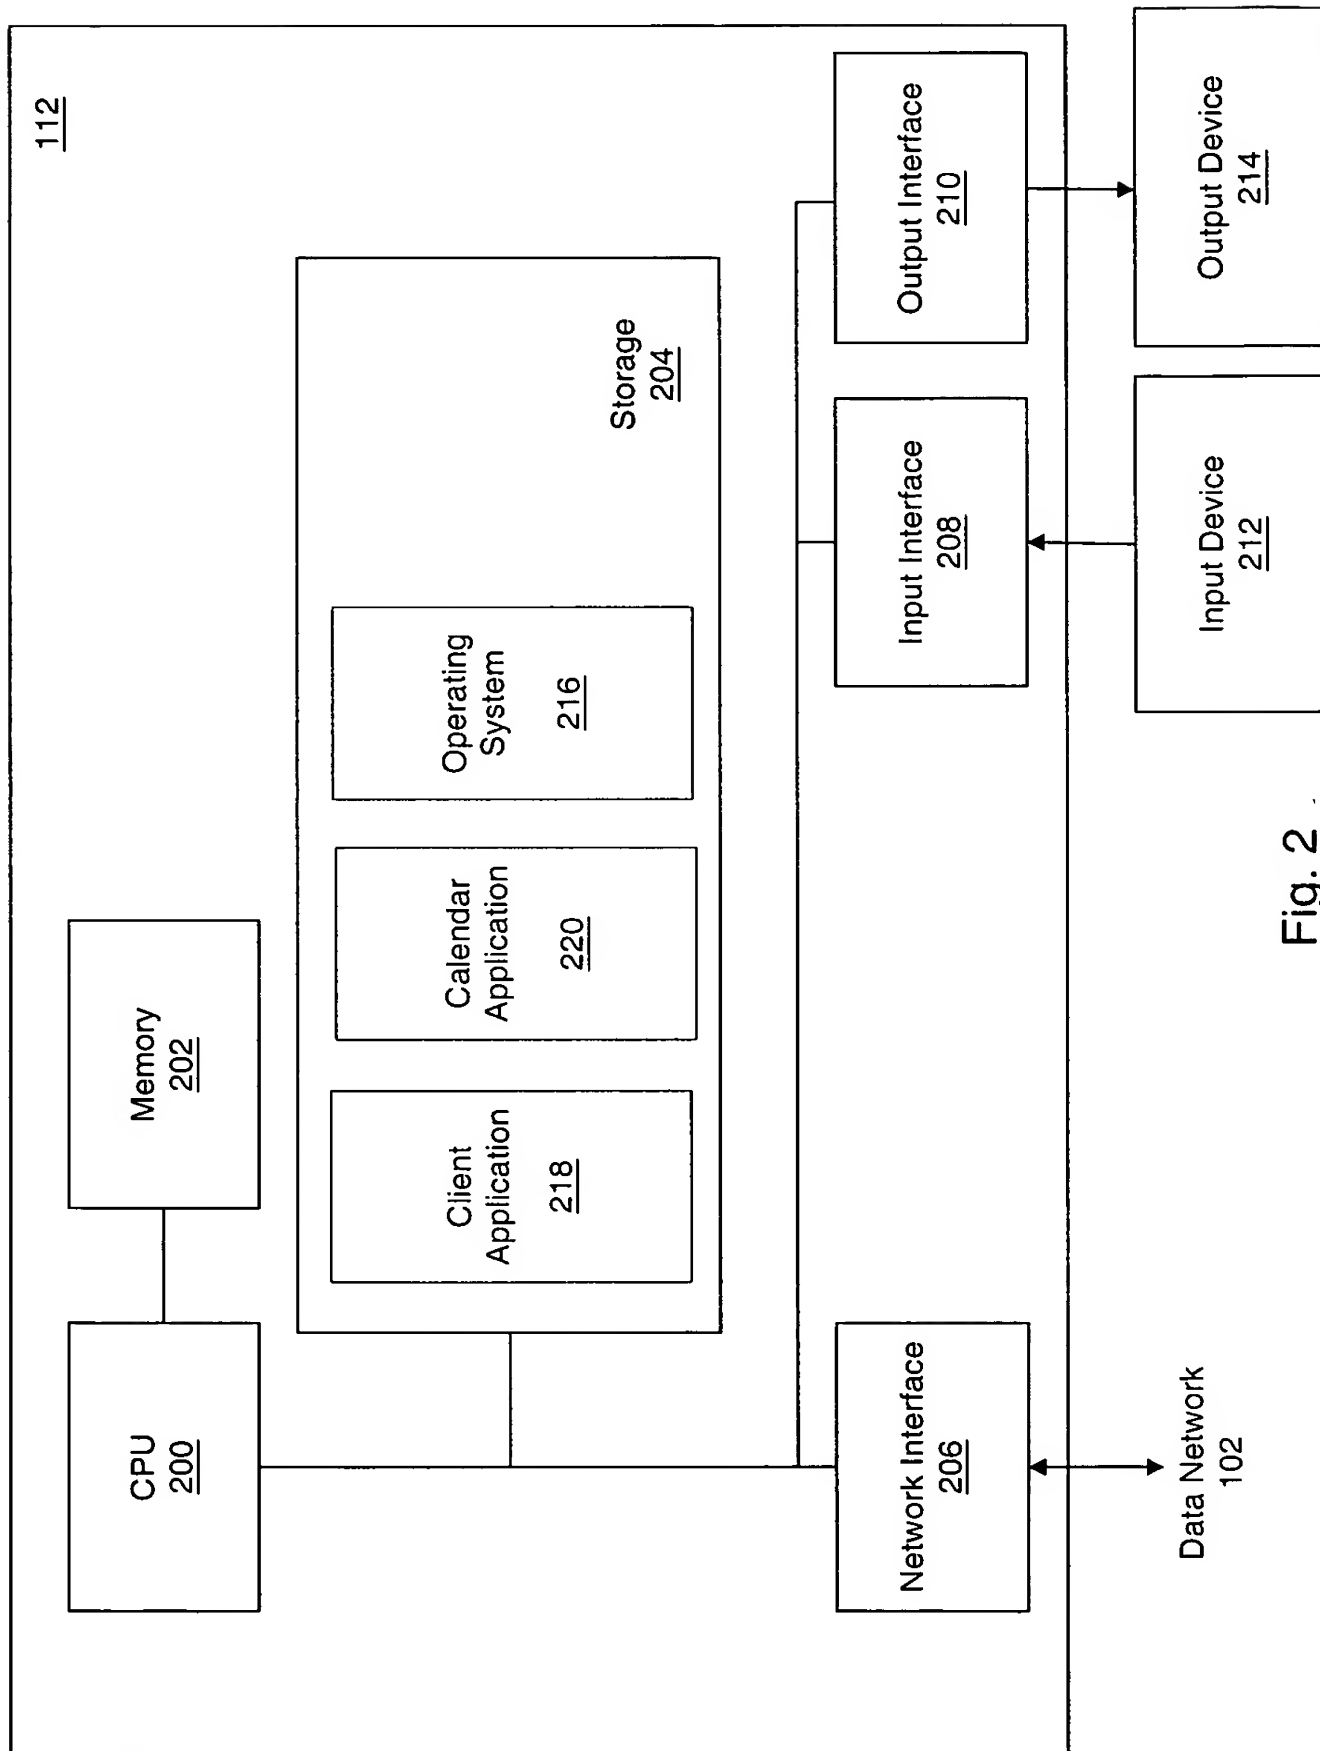 112
CPU
200
Memory
202
Client
Application
218
Calendar
Application
220
Operating
System
216
Storage
204
Network Interface
206
Input Interface
208
Output Interface
210
Data Network
102
Input Device
212
Output Device
214
Fig. 2